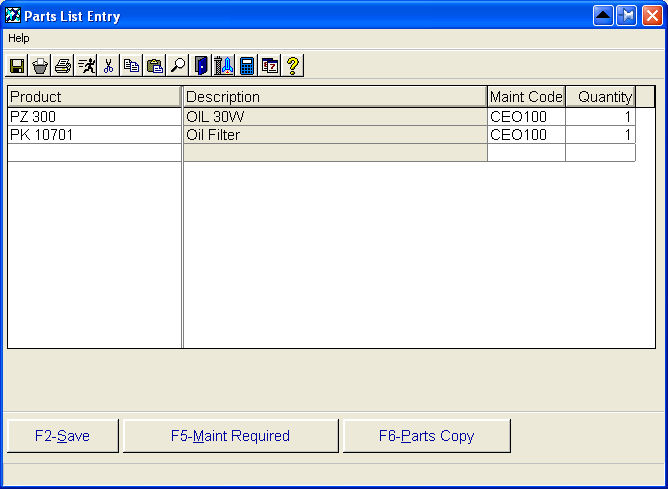 Parts List Entry
Help
Product Description Maint Code Quantity
PZ 300 OIL 30W CEO100 1
PK 10701 Oil Filter CEO100 1
F2-Save F5-Maint Required F6-Parts Copy